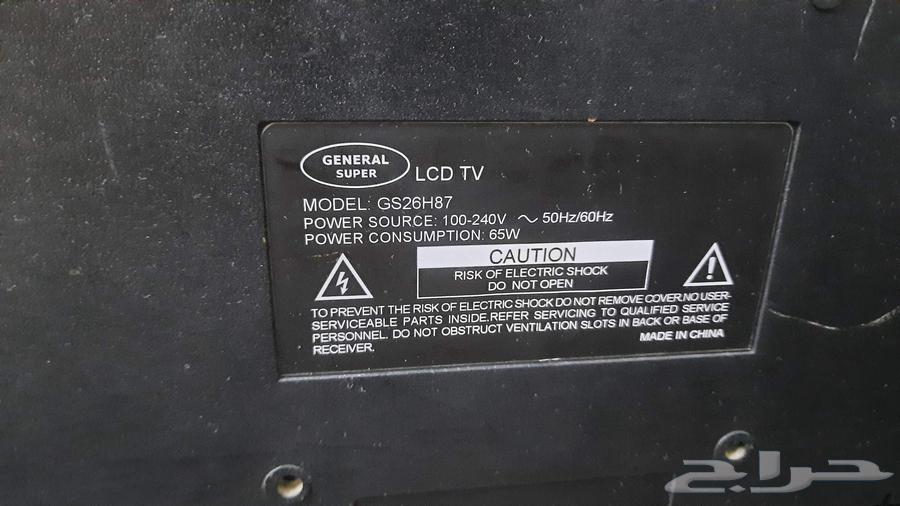 GENERAL
SUPER
LCD TV
MODEL: GS26H87
POWER SOURCE: 100-240V ~ 50Hz/60Hz
POWER CONSUMPTION: 65W
CAUTION
RISK OF ELECTRIC SHOCK
DO NOT OPEN
TO PREVENT THE RISK OF ELECTRIC SHOCK DO NOT REMOVE COVER.NO USER-
SERVICEABLE PARTS INSIDE.REFER SERVICING TO QUALIFIED SERVICE
PERSONNEL. DO NOT OBSTRUCT VENTILATION SLOTS IN BACK OR BASE OF
RECEIVER.
MADE IN CHINA
حراج